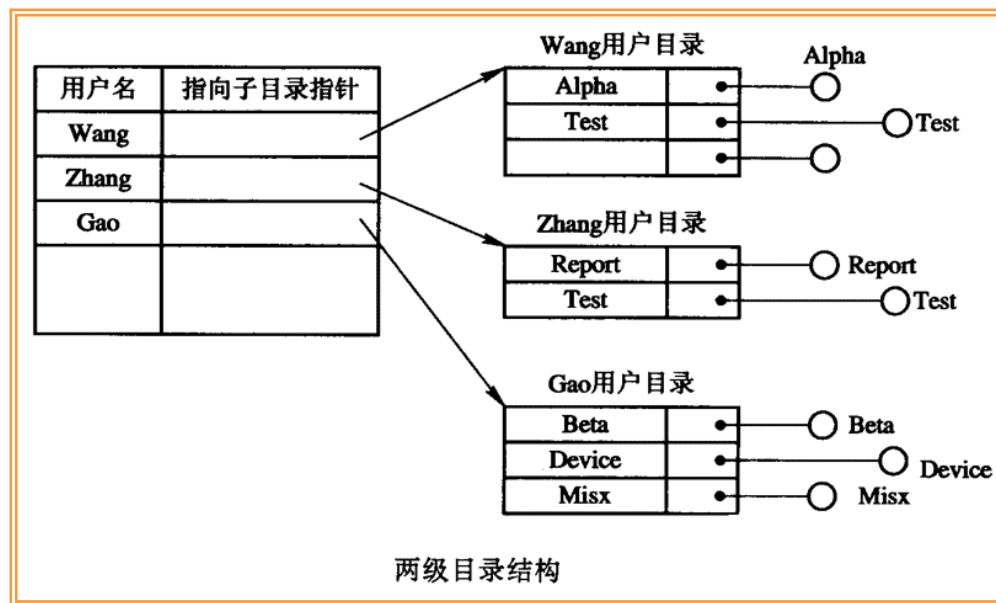 用户名 指向子目录指针
Wang
Zhang
Gao
Wang用户目录
Alpha Alpha
Test Test
Zhang用户目录
Report Report
Test Test
Gao用户目录
Beta Beta
Device Device
Misx Misx
两级目录结构